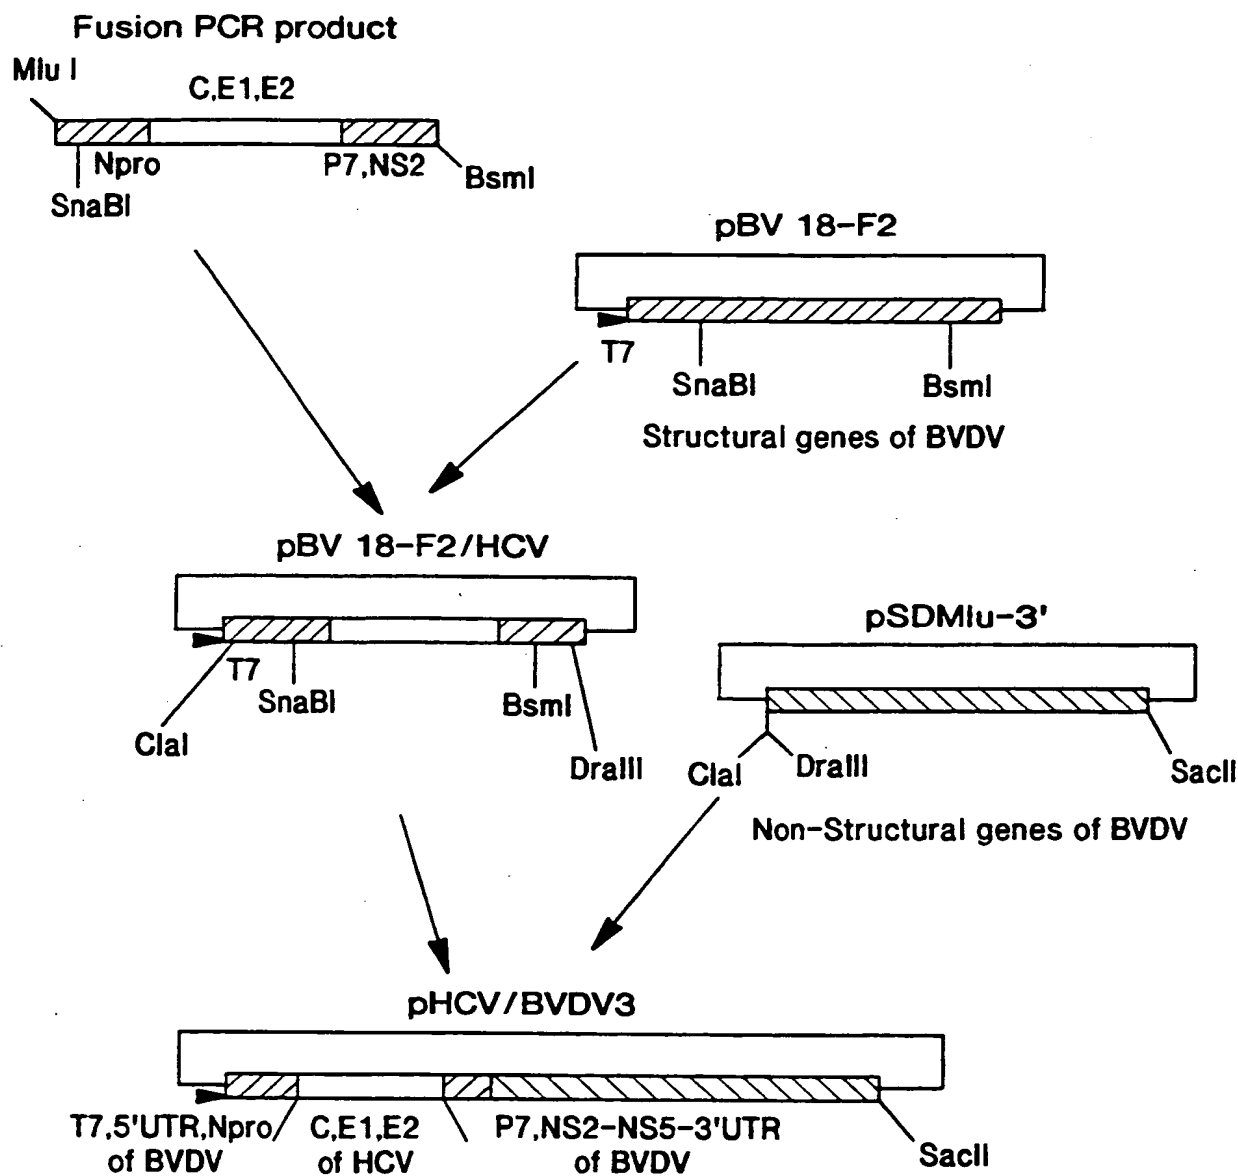 Fusion PCR product
Mlu I
C,E1,E2
Npro
P7,NS2
BsmI
SnaBI
pBV 18-F2
T7
SnaBI
BsmI
Structural genes of BVDV
pBV 18-F2/HCV
T7
SnaBI
BsmI
ClaI
DraIII
pSDMlu-3'
ClaI
DraIII
SacII
Non-Structural genes of BVDV
pHCV/BVDV3
T7,5'UTR,Npro
of BVDV
C,E1,E2
of HCV
P7,NS2-NS5-3'UTR
of BVDV
SacII